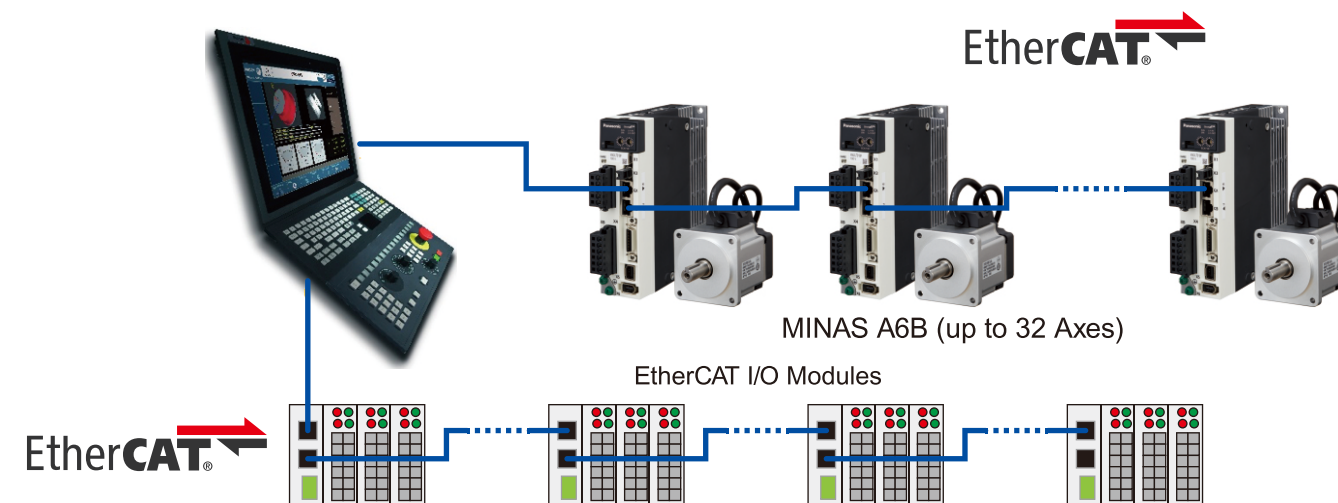 EtherCAT®
MINAS A6B (up to 32 Axes)
EtherCAT I/O Modules
EtherCAT®